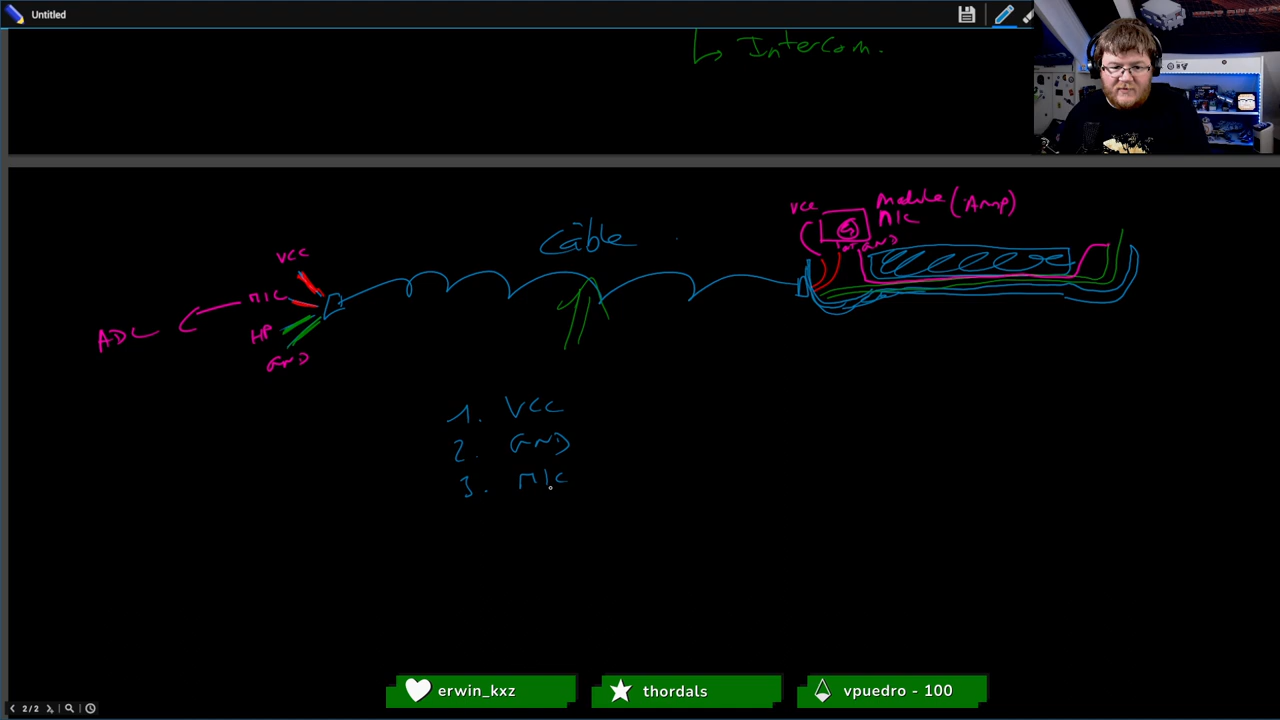 Untitled
↳ Intercom.
Câble
VCC
Module (Amp)
MIC
GND
VCC
MIC
ADC
HP
GND
1. VCC
2. GND
3. MIC
erwin_kxz
thordals
vpuedro - 100
2/2